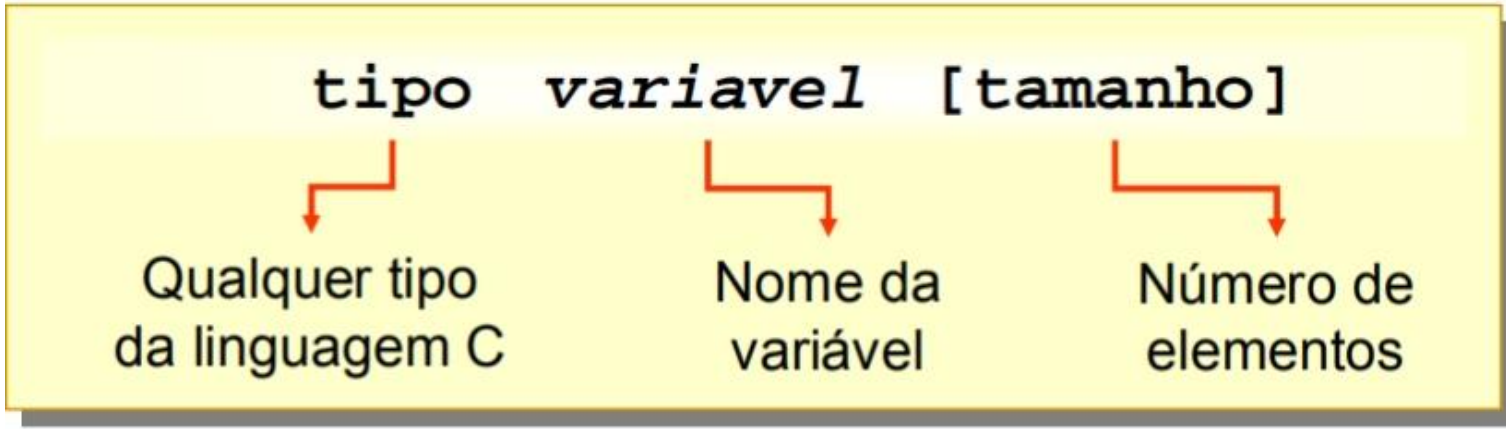 tipo variavel [tamanho]
Qualquer tipo
da linguagem C
Nome da
variável
Número de
elementos